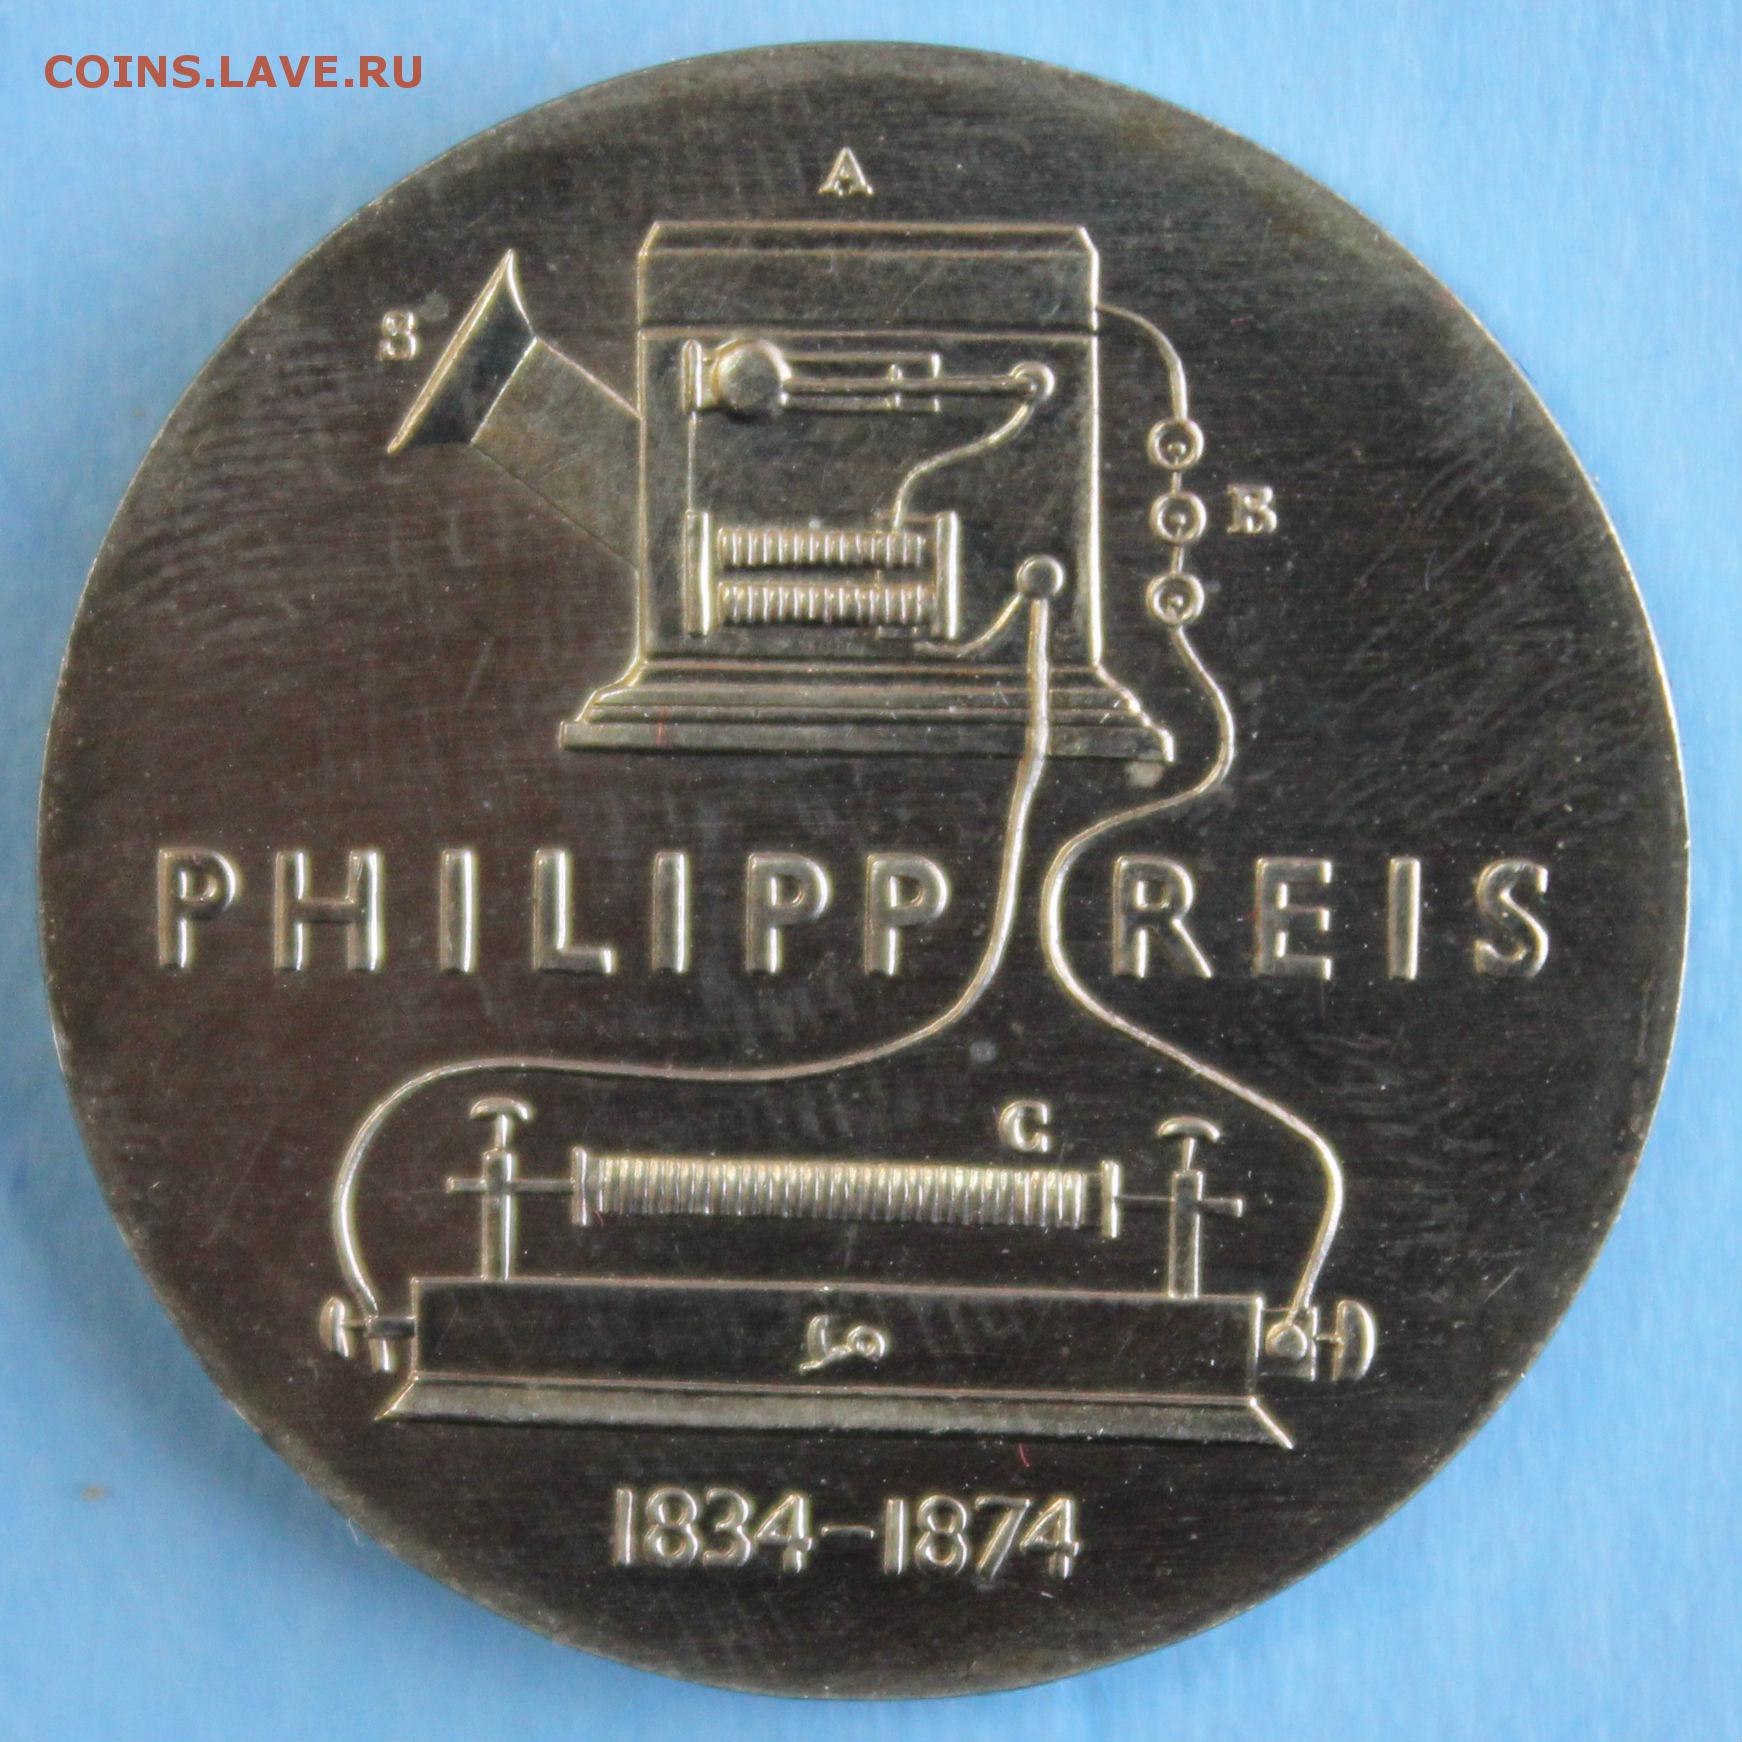 COINS.LAVE.RU
A
S
B
PHILIPP REIS
C
1834-1874